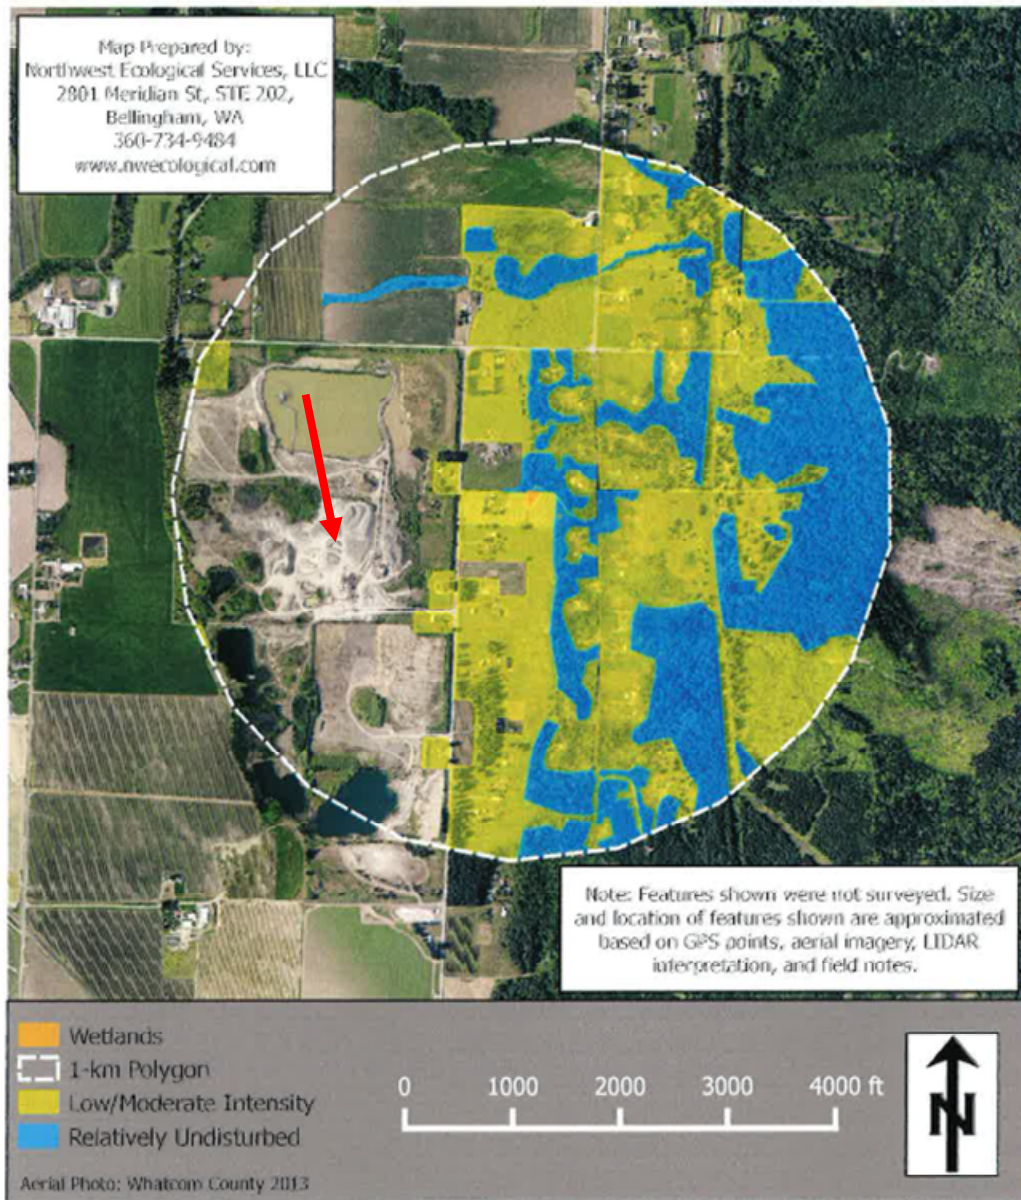 Map Prepared by:
Northwest Ecological Services, LLC
2801 Meridian St, STE 202,
Bellingham, WA
360-734-9484
www.nwecological.com
Note: Features shown were not surveyed. Size
and location of features shown are approximated
based on GPS points, aerial imagery, LIDAR
interpretation, and field notes.
Wetlands
1-km Polygon
Low/Moderate Intensity
Relatively Undisturbed
Aerial Photo: Whatcom County 2013
0 1000 2000 3000 4000 ft
N